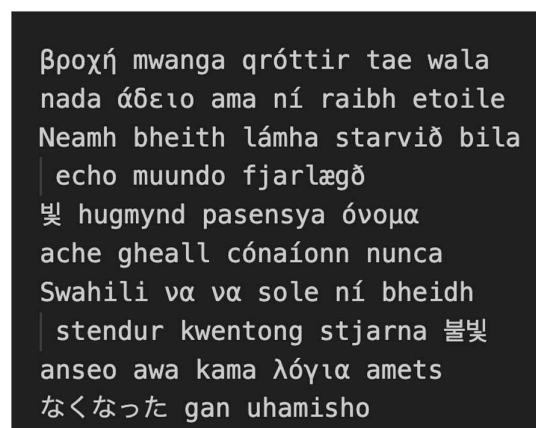 βροχή mwanga qróttir tae wala
nada άδειο ama ní raibh etoile
Neamh bheith lámha starvið bila
echo muundo fjarlægð
빛 hugmynd pasensya όνομα
ache gheall cónaíonn nunca
Swahili να να sole ní bheidh
stendur kwentong stjarna 불빛
anseo awa kama λόγια amets
なくなった gan uhamisho